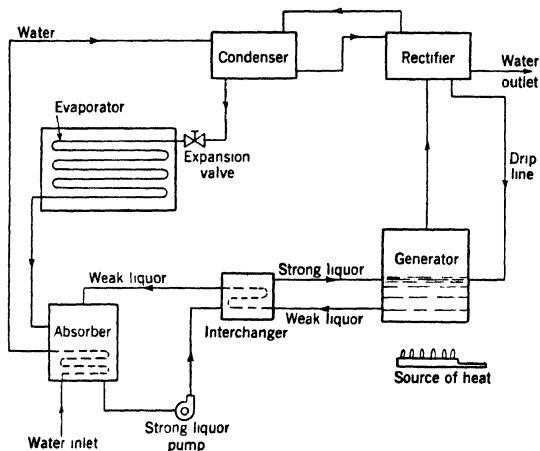 Water
Condenser
Rectifier
Water
outlet
Evaporator
Expansion
valve
Drip
line
Generator
Strong liquor
Weak liquor
Absorber
Interchanger
Weak liquor
Source of heat
Water inlet
Strong liquor
pump